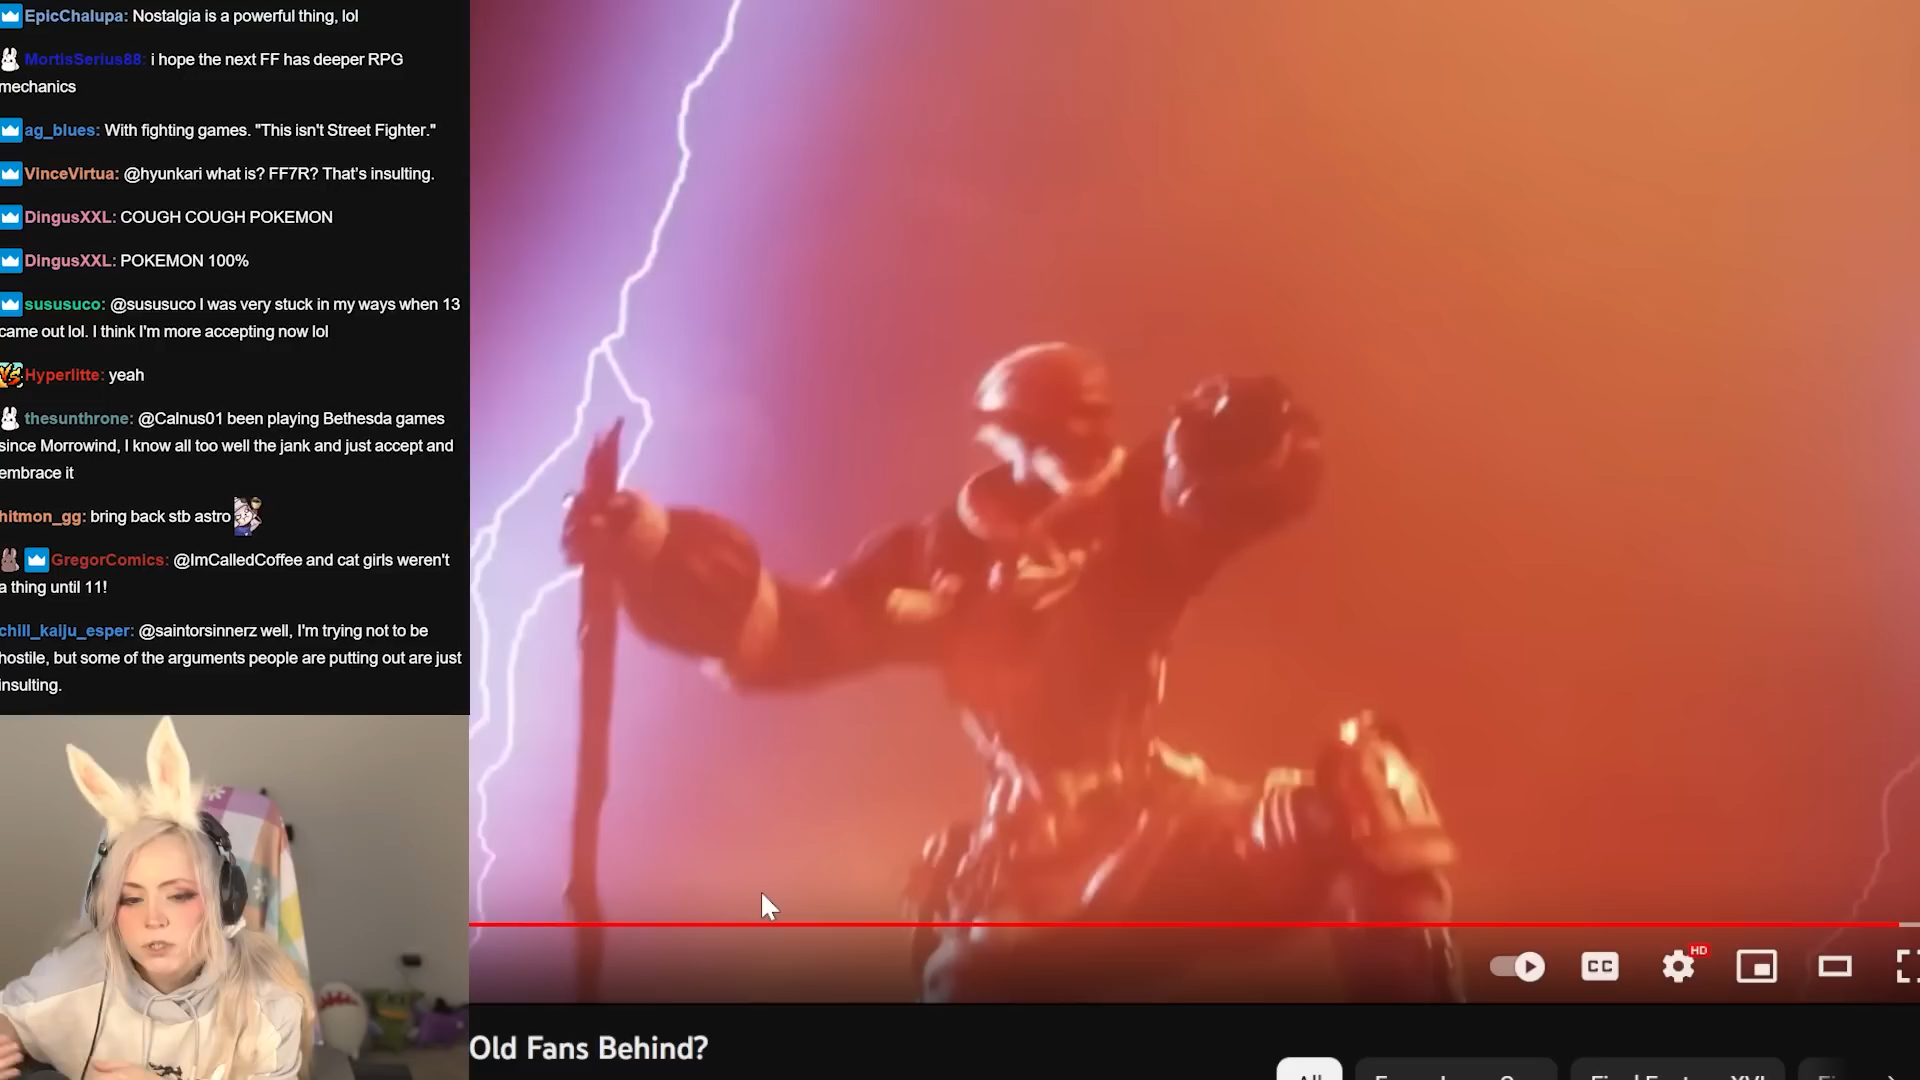 EpicChalupa: Nostalgia is a powerful thing, lol
MortisSerius88: i hope the next FF has deeper RPG
mechanics
ag_blues: With fighting games. "This isn't Street Fighter."
VinceVirtua: @hyunkari what is? FF7R? That's insulting.
DingusXXL: COUGH COUGH POKEMON
DingusXXL: POKEMON 100%
sususuco: @sususuco I was very stuck in my ways when 13
came out lol. I think I'm more accepting now lol
Hyperlitte: yeah
thesunthrone: @Calnus01 been playing Bethesda games
since Morrowind, I know all too well the jank and just accept and
embrace it
hitmon_gg: bring back stb astro
GregorComics: @ImCalledCoffee and cat girls weren't
a thing until 11!
chill_kaiju_esper: @saintorsinnerz well, I'm trying not to be
hostile, but some of the arguments people are putting out are just
insulting.
HD
CC
Old Fans Behind?
All